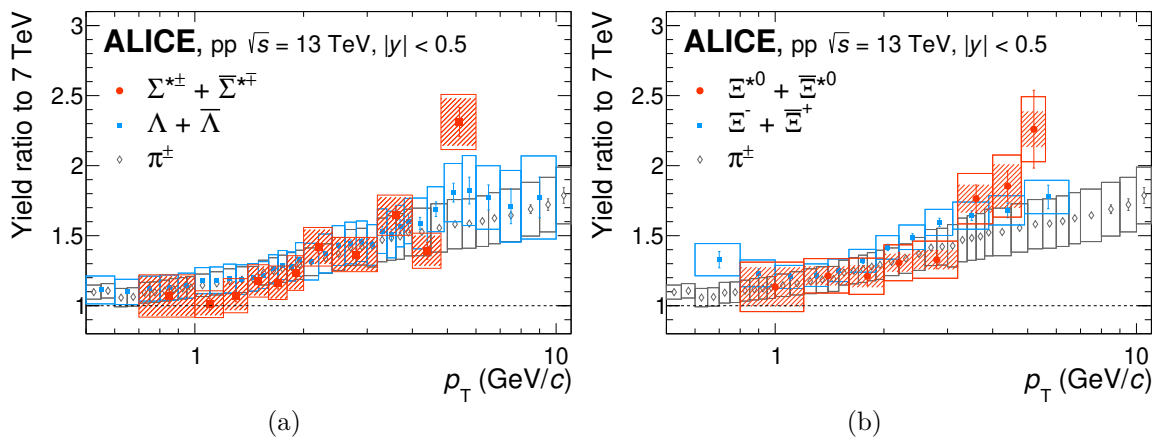 ALICE, pp √s = 13 TeV, |y| < 0.5
Σ*± + Σ̅*∓
Λ + Λ̅
π±
Yield ratio to 7 TeV
3
2.5
2
1.5
1
1
10
p_T (GeV/c)
(a)
ALICE, pp √s = 13 TeV, |y| < 0.5
Ξ*0 + Ξ̅*0
Ξ- + Ξ̅+
π±
Yield ratio to 7 TeV
3
2.5
2
1.5
1
1
10
p_T (GeV/c)
(b)